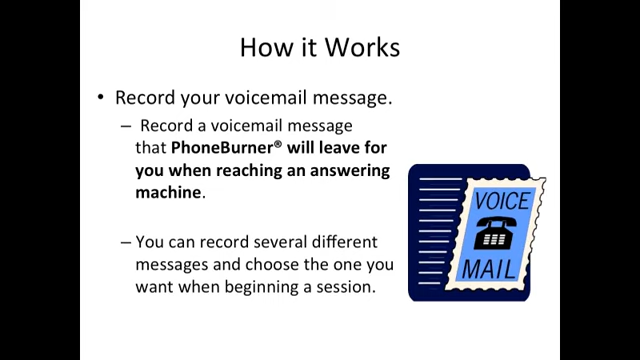 How it Works
• Record your voicemail message.
– Record a voicemail message
that PhoneBurner® will leave for
you when reaching an answering
machine.
– You can record several different
messages and choose the one you
want when beginning a session.
VOICE
MAIL